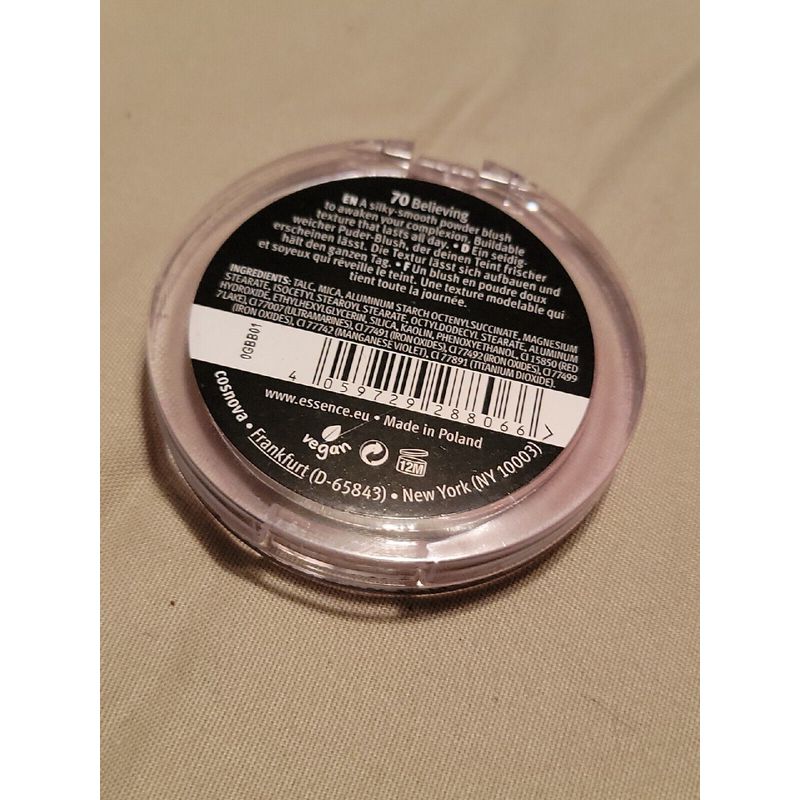 70 Believing
EN A silky-smooth powder blush
to awaken your complexion. Buildable
texture that lasts all day. • D Ein seidig-
weicher Puder-Blush, der deinen Teint frischer
erscheinen lässt. Die Textur lässt sich aufbauen und
hält den ganzen Tag. • F Un blush en poudre doux
et soyeux qui réveille le teint. Une texture modelable qui
tient toute la journée.
INGREDIENTS: TALC, MICA, ALUMINUM STARCH OCTENYLSUCCINATE, MAGNESIUM
STEARATE, ISOCETYL STEAROYL STEARATE, OCTYLDODECYL STEARATE, ALUMINUM
HYDROXIDE, ETHYLHEXYLGLYCERIN, SILICA, KAOLIN, PHENOXYETHANOL, CI 15850 (RED
7 LAKE), CI 77007 (ULTRAMARINES), CI 77491 (IRON OXIDES), CI 77492 (IRON OXIDES), CI 77499
(IRON OXIDES), CI 77742 (MANGANESE VIOLET), CI 77891 (TITANIUM DIOXIDE).
0GBB01
4 059729 288066 >
www.essence.eu • Made in Poland
vegan
12M
cosnova • Frankfurt (D-65843) • New York (NY 10003)